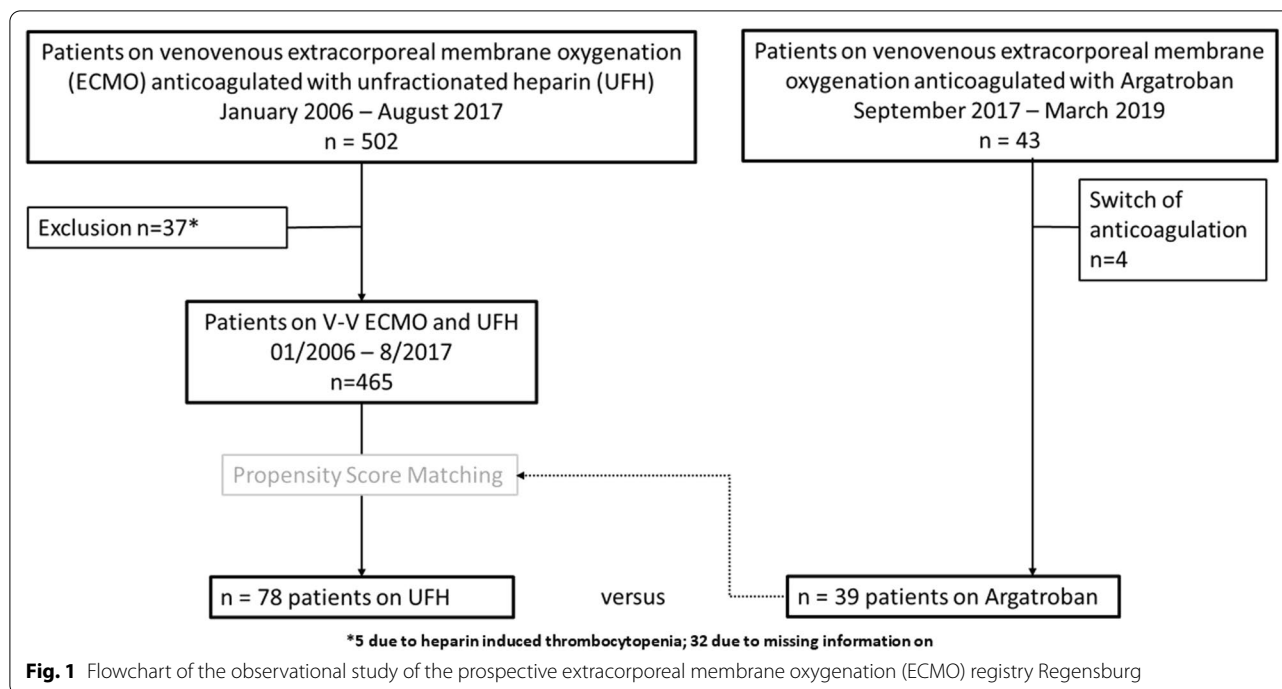 Patients on venovenous extracorporeal membrane oxygenation
(ECMO) anticoagulated with unfractionated heparin (UFH)
January 2006 – August 2017
n = 502
Patients on venovenous extracorporeal membrane
oxygenation anticoagulated with Argatroban
September 2017 – March 2019
n = 43
Exclusion n=37*
Switch of
anticoagulation
n=4
Patients on V-V ECMO and UFH
01/2006 – 8/2017
n=465
Propensity Score Matching
n = 78 patients on UFH
versus
n = 39 patients on Argatroban
*5 due to heparin induced thrombocytopenia; 32 due to missing information on
Fig. 1 Flowchart of the observational study of the prospective extracorporeal membrane oxygenation (ECMO) registry Regensburg